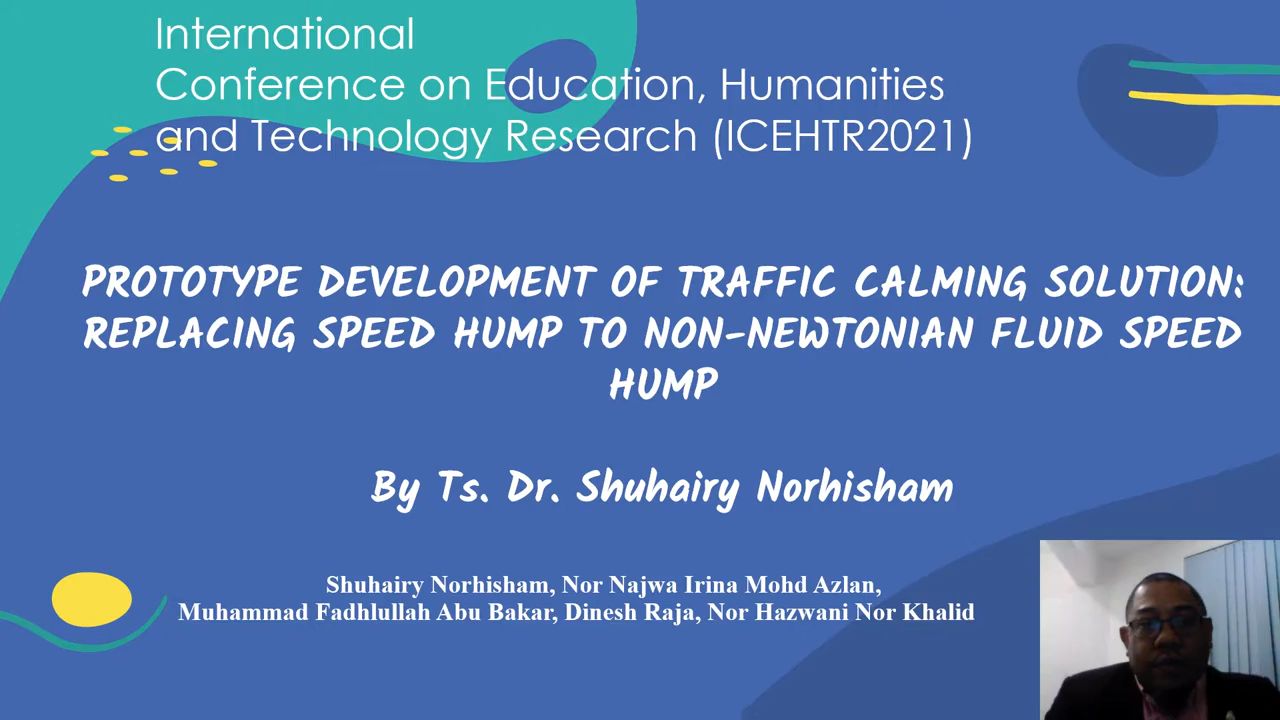 International
Conference on Education, Humanities
and Technology Research (ICEHTR2021)
PROTOTYPE DEVELOPMENT OF TRAFFIC CALMING SOLUTION:
REPLACING SPEED HUMP TO NON-NEWTONIAN FLUID SPEED
HUMP
By Ts. Dr. Shuhairy Norhisham
Shuhairy Norhisham, Nor Najwa Irina Mohd Azlan,
Muhammad Fadhlullah Abu Bakar, Dinesh Raja, Nor Hazwani Nor Khalid